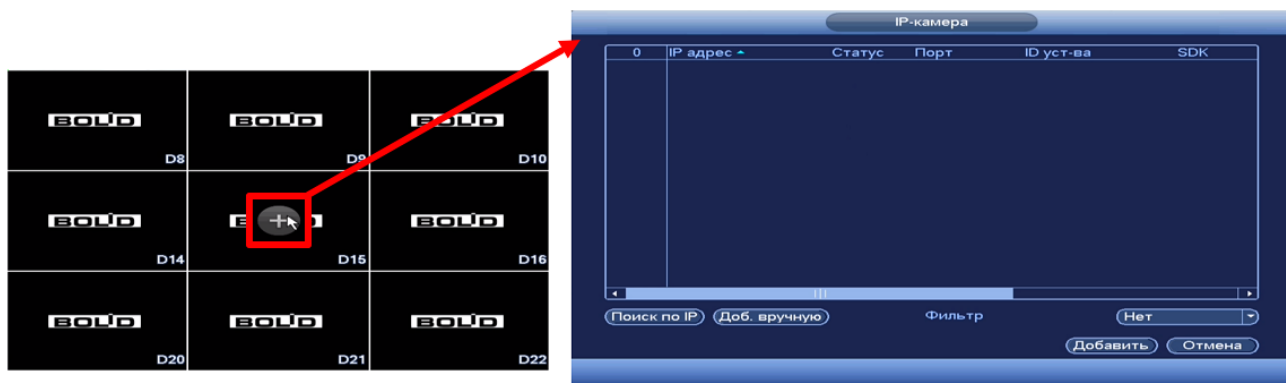 BOLID BOLID BOLID
D8 D9 D10
BOLID BOLID
D14 D15 D16
BOLID BOLID BOLID
D20 D21 D22
IP-камера
0 IP адрес Статус Порт ID уст-ва SDK
Поиск по IP Доб. вручную Фильтр Нет
Добавить Отмена